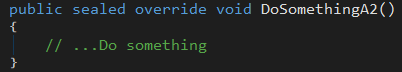 public sealed override void DoSomethingA2()
{
    // ...Do something
}